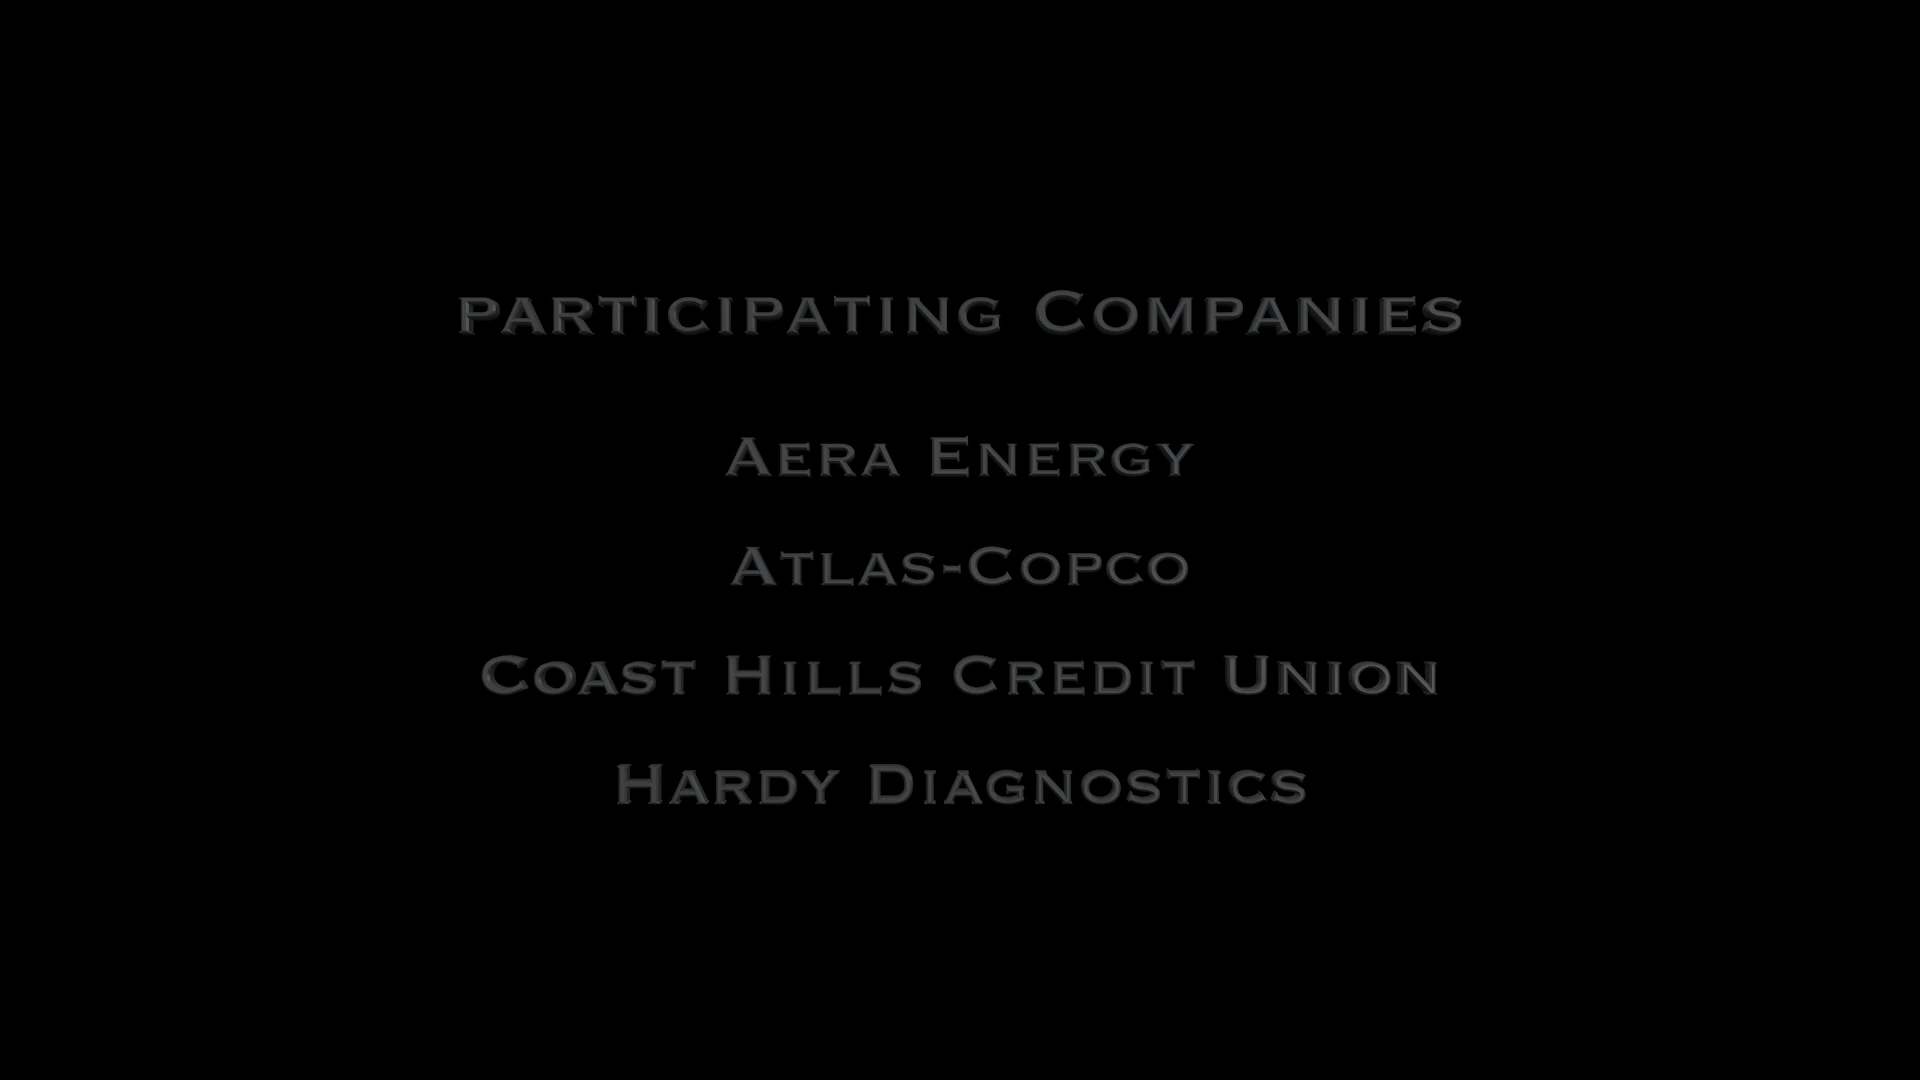 participating Companies
Aera Energy
Atlas-Copco
Coast Hills Credit Union
Hardy Diagnostics